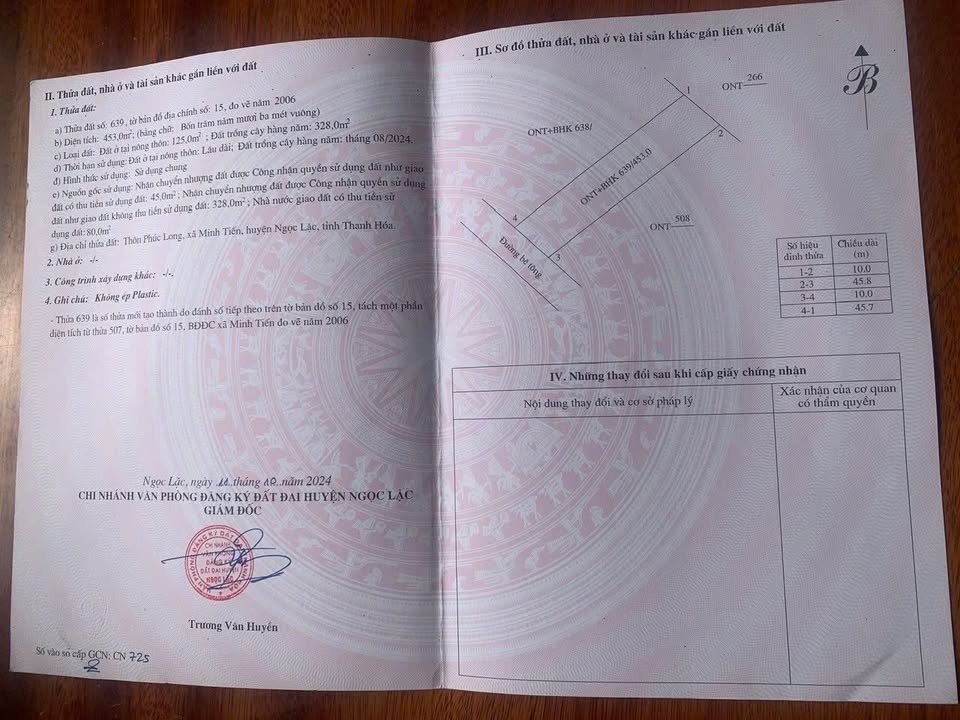 II. Thửa đất, nhà ở và tài sản khác gắn liền với đất
1. Thửa đất:
a) Thửa đất số: 639, tờ bản đồ địa chính số: 15, đo vẽ năm 2006
b) Diện tích: 453,0m²; (bằng chữ: Bốn trăm năm mươi ba mét vuông)
c) Loại đất: Đất ở tại nông thôn: 125,0m² ; Đất trồng cây hàng năm: 328,0m²
d) Thời hạn sử dụng: Đất ở tại nông thôn: Lâu dài; Đất trồng cây hàng năm: tháng 08/2024.
đ) Hình thức sử dụng: Sử dụng chung
e) Nguồn gốc sử dụng: Nhận chuyển nhượng đất được Công nhận quyền sử dụng đất như giao
đất có thu tiền sử dụng đất: 45,0m² ; Nhận chuyển nhượng đất được Công nhận quyền sử dụng
đất như giao đất không thu tiền sử dụng đất: 328,0m² ; Nhà nước giao đất có thu tiền sử
dụng đất:80,0m²
g) Địa chỉ thửa đất: Thôn Phúc Long, xã Minh Tiến, huyện Ngọc Lặc, tỉnh Thanh Hóa.
2. Nhà ở: -/-
3. Công trình xây dựng khác: -/-.
4. Ghi chú: Không ép Plastic.
- Thửa 639 là số thửa mới tạo thành do đánh số tiếp theo trên tờ bản đồ số 15, tách một phần
diện tích từ thửa 507, tờ bản đồ số 15, BĐĐC xã Minh Tiến đo vẽ năm 2006
Ngọc Lặc, ngày 11..tháng 10..năm 2024
CHI NHÁNH VĂN PHÒNG ĐĂNG KÝ ĐẤT ĐAI HUYỆN NGỌC LẶC
GIÁM ĐỐC
CHI NHÁNH
VĂN PHÒNG
ĐĂNG KÝ
ĐẤT ĐAI HUYỆN
NGỌC LẶC
Trương Văn Huyến
Số vào sổ cấp GCN: CN 725
III. Sơ đồ thửa đất, nhà ở và tài sản khác gắn liền với đất
B
ONT 266
1
2
ONT+BHK 638/
ONT+BHK 639/453.0
ONT 508
4
3
Đường bê tông
Số hiệu đỉnh thửa Chiều dài (m)
1-2 10.0
2-3 45.8
3-4 10.0
4-1 45.7
IV. Những thay đổi sau khi cấp giấy chứng nhận
Nội dung thay đổi và cơ sở pháp lý
Xác nhận của cơ quan
có thẩm quyền